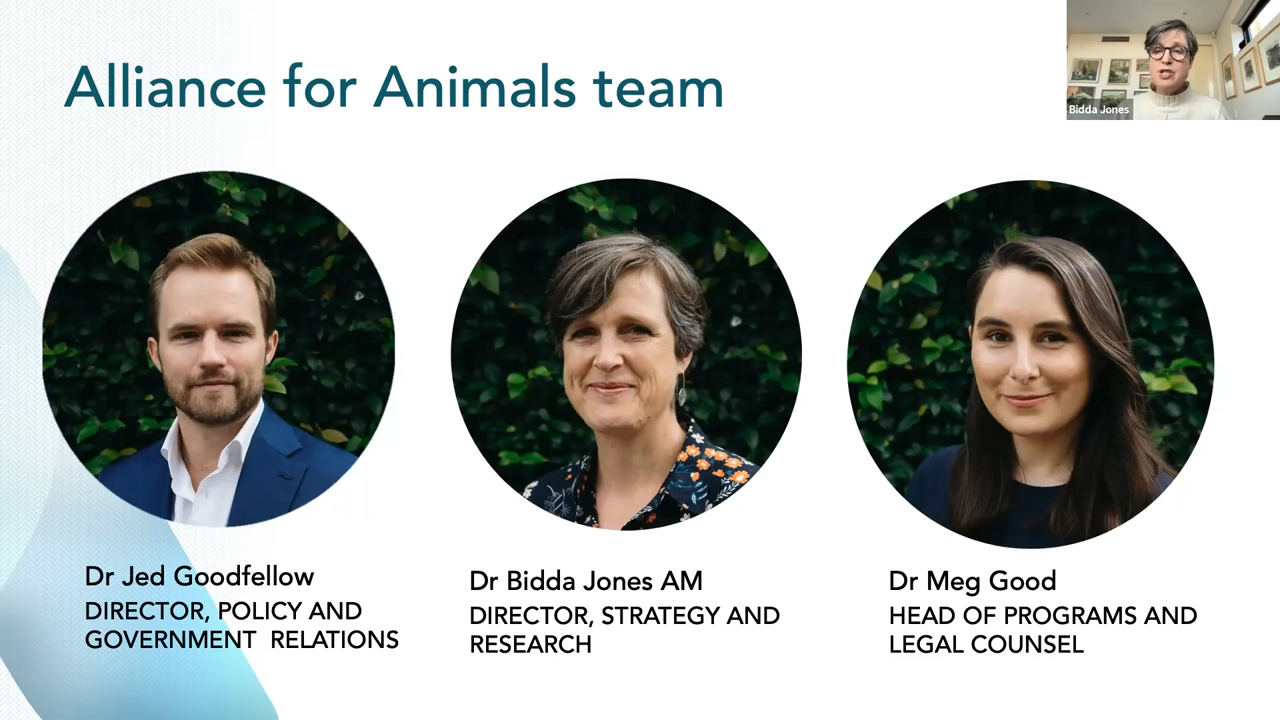 Alliance for Animals team
Bidda Jones
Dr Jed Goodfellow
DIRECTOR, POLICY AND
GOVERNMENT RELATIONS
Dr Bidda Jones AM
DIRECTOR, STRATEGY AND
RESEARCH
Dr Meg Good
HEAD OF PROGRAMS AND
LEGAL COUNSEL